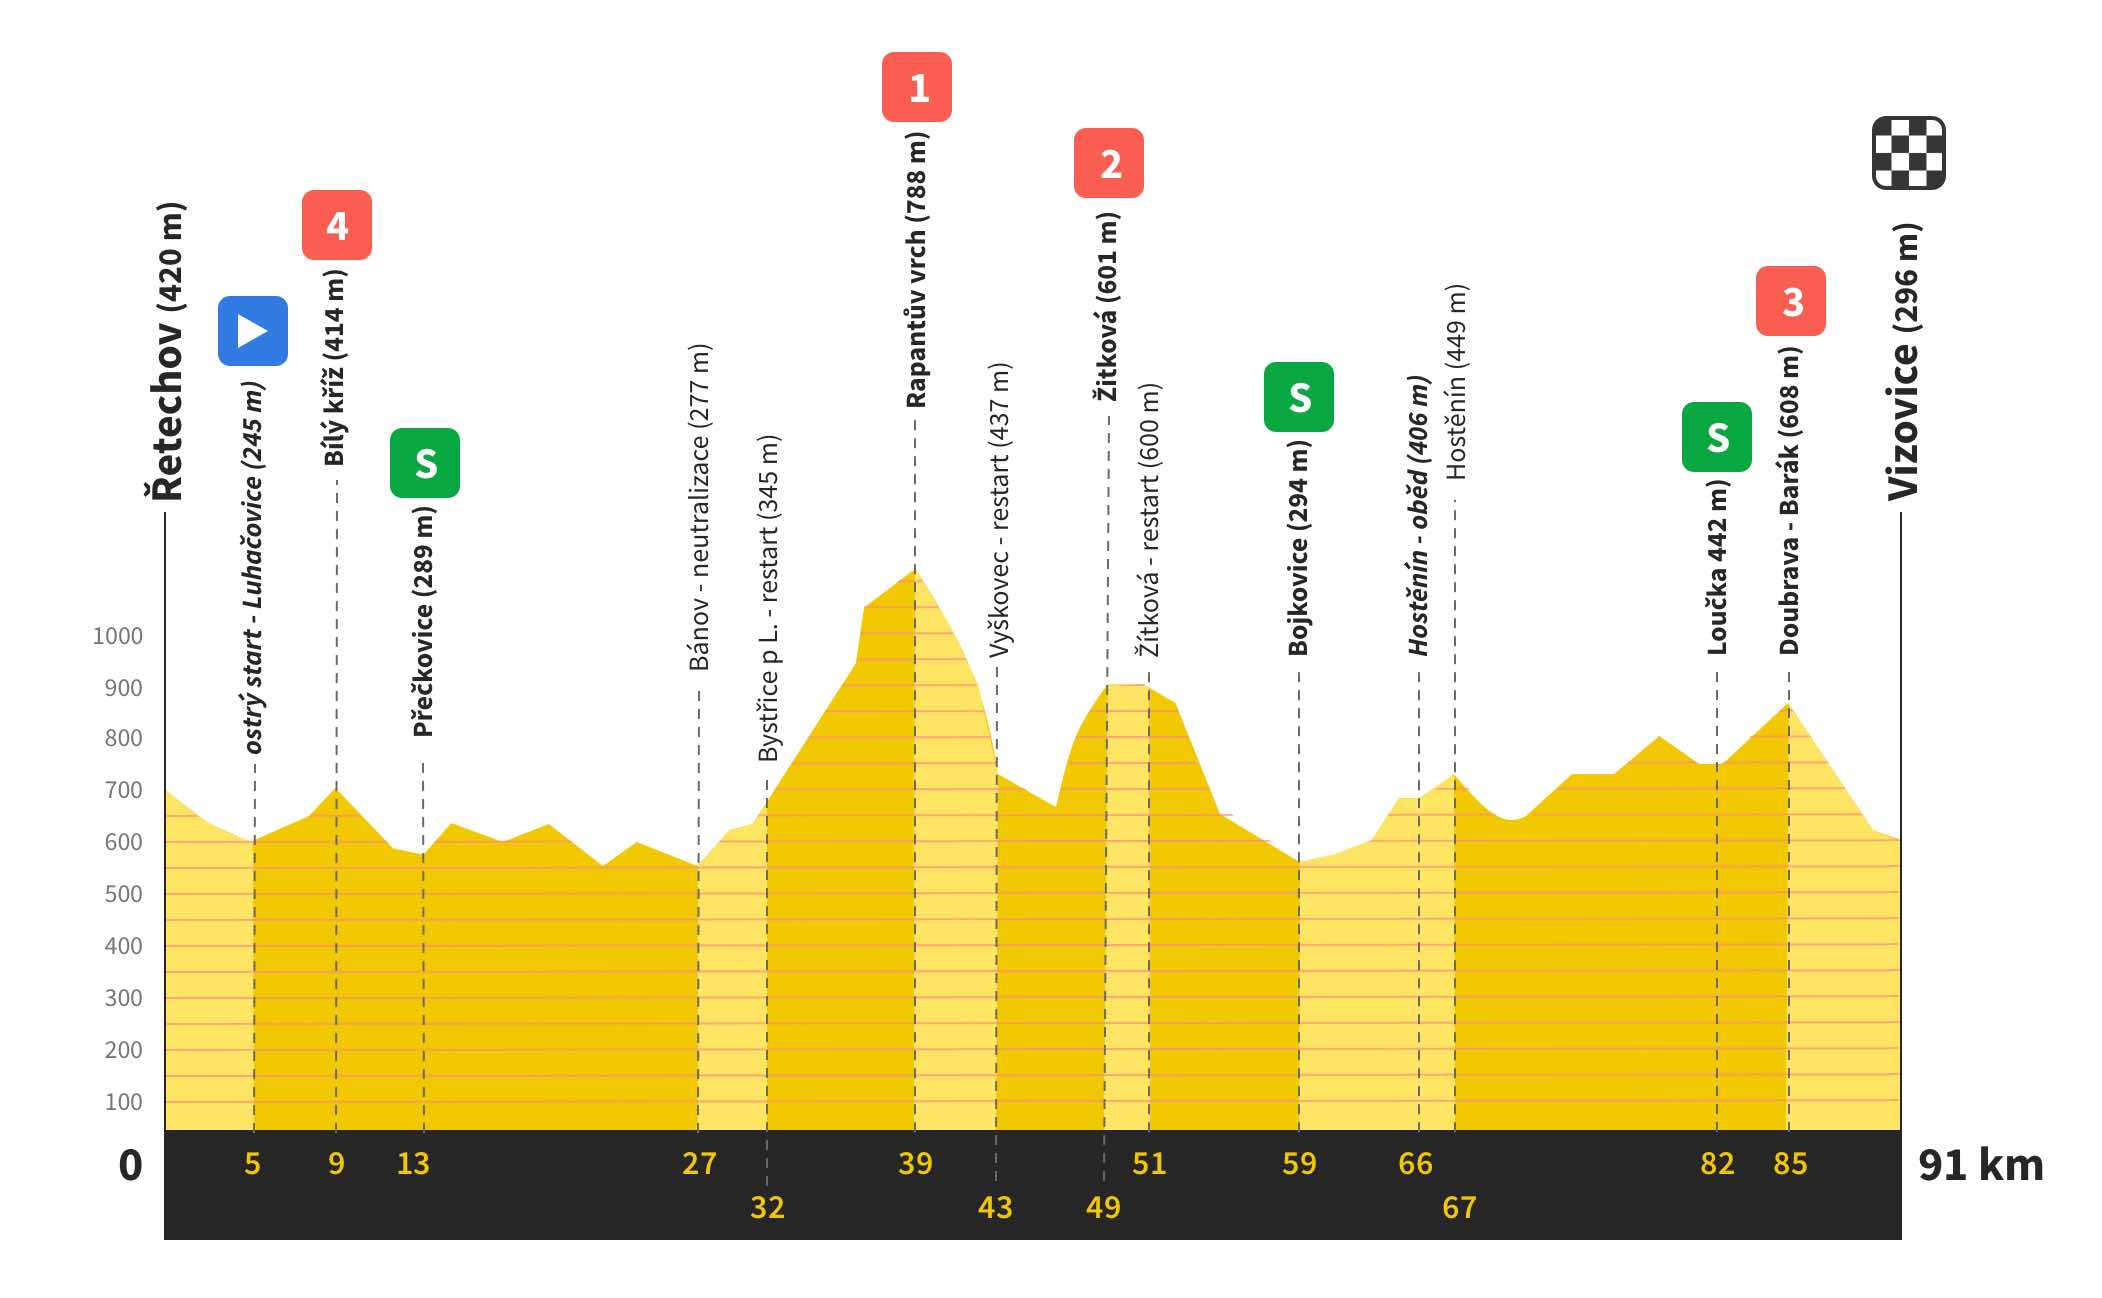 Řetechov (420 m)
ostrý start - Luhačovice (245 m)
4
Bílý kříž (414 m)
S
Přečkovice (289 m)
Bánov - neutralizace (277 m)
Bystřice p L. - restart (345 m)
1
Rapantův vrch (788 m)
Vyškovec - restart (437 m)
2
Žitková (601 m)
Žítková - restart (600 m)
S
Bojkovice (294 m)
Hostěnín - oběd (406 m)
Hostěnín (449 m)
S
Loučka 442 m)
3
Doubrava - Barák (608 m)
Vizovice (296 m)
1000
900
800
700
600
500
400
300
200
100
0
5
9
13
27
32
39
43
49
51
59
66
67
82
85
91 km